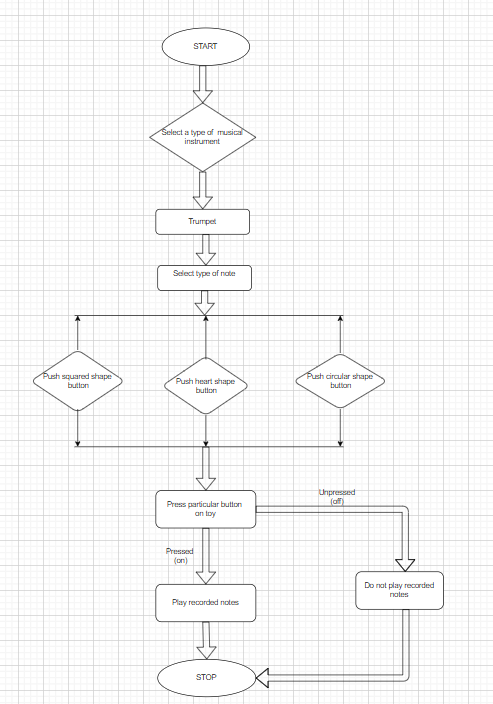 START
Select a type of musical
instrument
Trumpet
Select type of note
Push squared shape
button
Push heart shape
button
Push circular shape
button
Press particular button
on toy
Unpressed
(off)
Pressed
(on)
Play recorded notes
Do not play recorded
notes
STOP